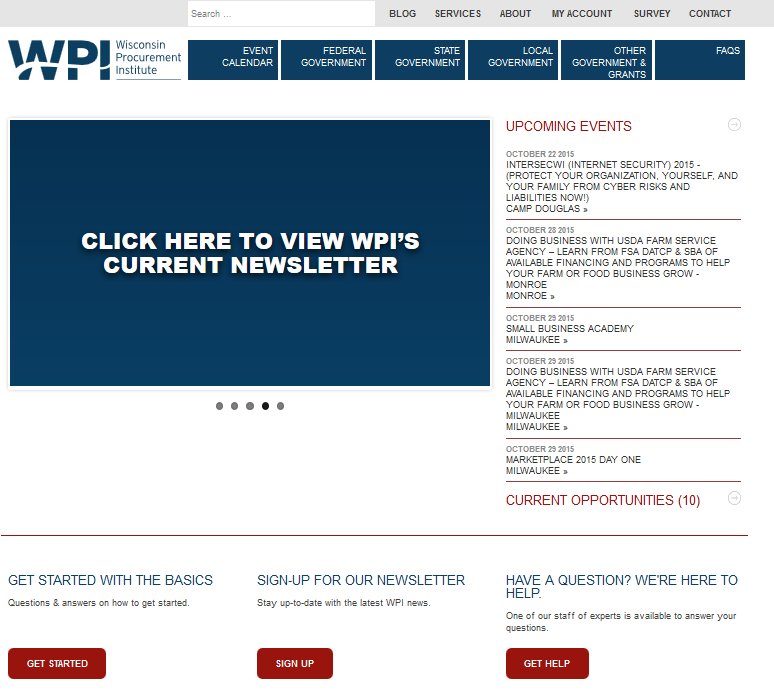 Search ...
BLOG SERVICES ABOUT MY ACCOUNT SURVEY CONTACT
WPI Wisconsin
Procurement
Institute
EVENT
CALENDAR
FEDERAL
GOVERNMENT
STATE
GOVERNMENT
LOCAL
GOVERNMENT
OTHER
GOVERNMENT &
GRANTS
FAQS
CLICK HERE TO VIEW WPI’S
CURRENT NEWSLETTER
UPCOMING EVENTS
OCTOBER 22 2015
INTERSECWI (INTERNET SECURITY) 2015 -
(PROTECT YOUR ORGANIZATION, YOURSELF, AND
YOUR FAMILY FROM CYBER RISKS AND
LIABILITIES NOW!)
CAMP DOUGLAS »
OCTOBER 28 2015
DOING BUSINESS WITH USDA FARM SERVICE
AGENCY – LEARN FROM FSA DATCP & SBA OF
AVAILABLE FINANCING AND PROGRAMS TO HELP
YOUR FARM OR FOOD BUSINESS GROW -
MONROE
MONROE »
OCTOBER 29 2015
SMALL BUSINESS ACADEMY
MILWAUKEE »
OCTOBER 29 2015
DOING BUSINESS WITH USDA FARM SERVICE
AGENCY – LEARN FROM FSA DATCP & SBA OF
AVAILABLE FINANCING AND PROGRAMS TO HELP
YOUR FARM OR FOOD BUSINESS GROW -
MILWAUKEE
MILWAUKEE »
OCTOBER 29 2015
MARKETPLACE 2015 DAY ONE
MILWAUKEE »
CURRENT OPPORTUNITIES (10)
GET STARTED WITH THE BASICS
Questions & answers on how to get started.
GET STARTED
SIGN-UP FOR OUR NEWSLETTER
Stay up-to-date with the latest WPI news.
SIGN UP
HAVE A QUESTION? WE'RE HERE TO
HELP.
One of our staff of experts is available to answer your
questions.
GET HELP